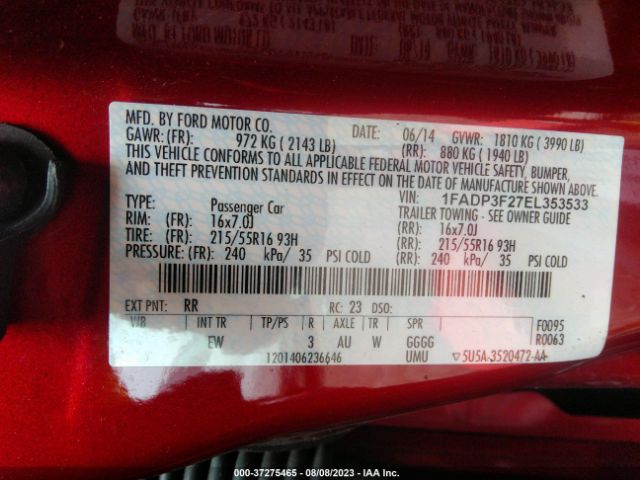 MFD. BY FORD MOTOR CO.
DATE: 06/14 GVWR: 1810 KG ( 3990 LB)
GAWR: (FR): 972 KG ( 2143 LB) (RR): 880 KG ( 1940 LB)
THIS VEHICLE CONFORMS TO ALL APPLICABLE FEDERAL MOTOR VEHICLE SAFETY, BUMPER,
AND THEFT PREVENTION STANDARDS IN EFFECT ON THE DATE OF MANUFACTURE SHOWN ABOVE.
VIN: 1FADP3F27EL353533
TYPE: Passenger Car TRAILER TOWING - SEE OWNER GUIDE
RIM: (FR): 16x7.0J (RR): 16x7.0J
TIRE: (FR): 215/55R16 93H (RR): 215/55R16 93H
PRESSURE: (FR): 240 kPa/ 35 PSI COLD (RR): 240 kPa/ 35 PSI COLD
EXT PNT: RR RC: 23 DSO:
WB INT TR TP/PS R AXLE TR SPR F0095
EW 3 AU W GGGG R0063
1201406236646 UMU 5U5A-3520472-AA
000-37275465 - 08/08/2023 - IAA Inc.